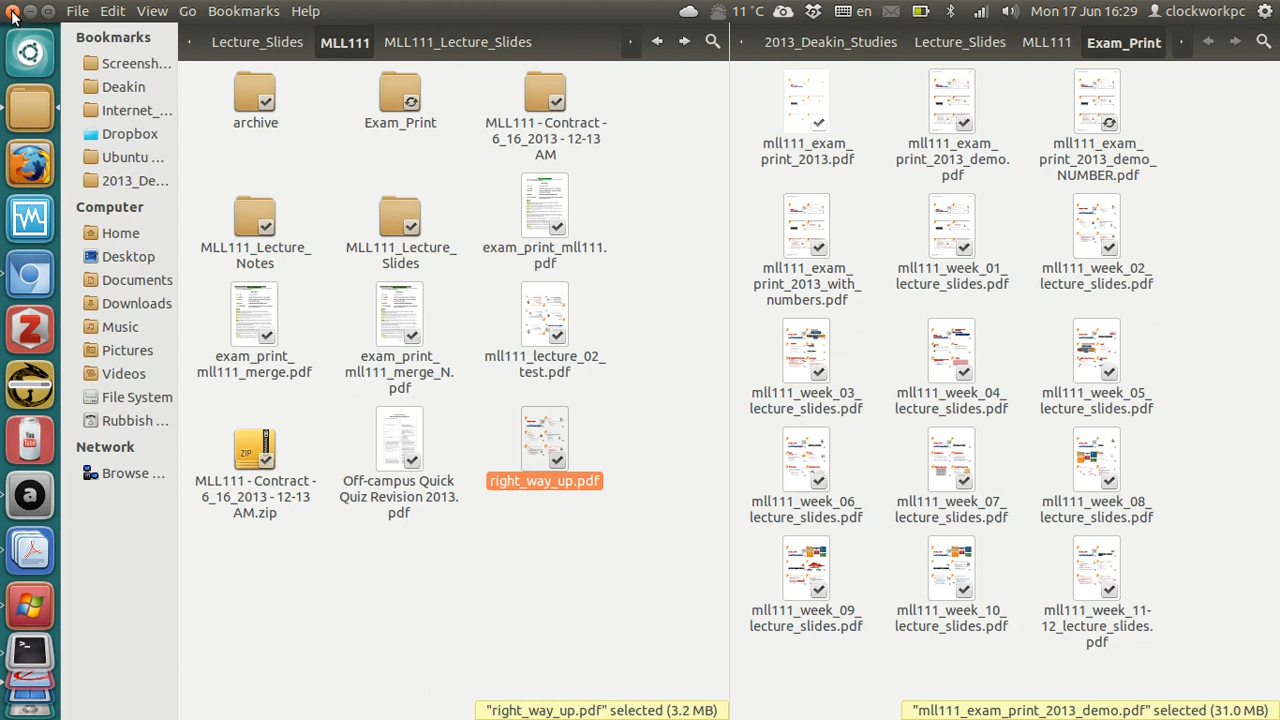 File Edit View Go Bookmarks Help
11 °C en Mon 17 Jun 16:29 clockworkpc
Bookmarks
Screensh...
Deakin
Internet_...
Dropbox
Ubuntu ...
2013_De...
Computer
Home
Desktop
Documents
Downloads
Music
Pictures
Videos
File System
Rubbish ...
Network
Browse ...
Lecture_Slides MLL111 MLL111_Lecture_Slides
archive
Exam_Print
MLL111 - Contract -
6_16_2013 - 12-13
AM
MLL111_Lecture_
Notes
MLL111_Lecture_
Slides
exam_print_mll111.
pdf
exam_print_
mll111_merge.pdf
exam_print_
mll111_merge_N.
pdf
mll111_lecture_02_
test.pdf
ZIP
MLL111 - Contract -
6_16_2013 - 12-13
AM.zip
Off-campus Quick
Quiz Revision 2013.
pdf
right_way_up.pdf
"right_way_up.pdf" selected (3.2 MB)
2013_Deakin_Studies Lecture_Slides MLL111 Exam_Print
mll111_exam_
print_2013.pdf
mll111_exam_
print_2013_demo.
pdf
mll111_exam_
print_2013_demo_
NUMBER.pdf
mll111_exam_
print_2013_with_
numbers.pdf
mll111_week_01_
lecture_slides.pdf
mll111_week_02_
lecture_slides.pdf
mll111_week_03_
lecture_slides.pdf
mll111_week_04_
lecture_slides.pdf
mll111_week_05_
lecture_slides.pdf
mll111_week_06_
lecture_slides.pdf
mll111_week_07_
lecture_slides.pdf
mll111_week_08_
lecture_slides.pdf
mll111_week_09_
lecture_slides.pdf
mll111_week_10_
lecture_slides.pdf
mll111_week_11-
12_lecture_slides.
pdf
"mll111_exam_print_2013_demo.pdf" selected (31.0 MB)
Z
You
Tube
a